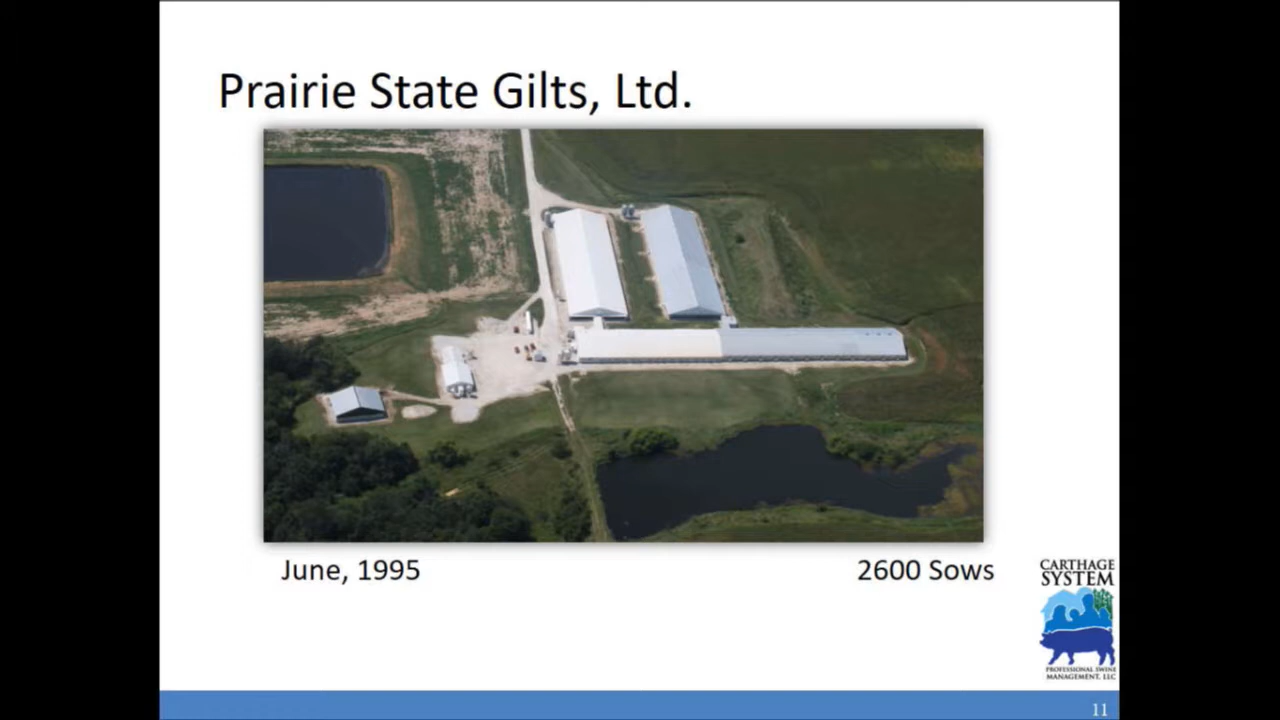 Prairie State Gilts, Ltd.
June, 1995
2600 Sows
CARTHAGE
SYSTEM
PROFESSIONAL SWINE
MANAGEMENT, LLC
11